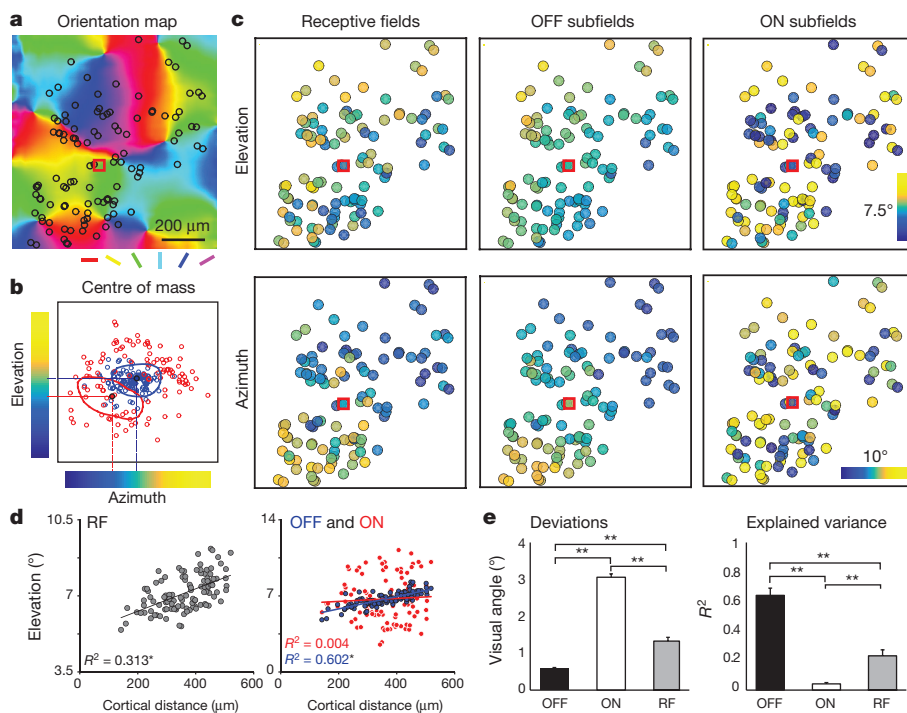 a Orientation map
200 μm
b Centre of mass
Elevation
Azimuth
c Receptive fields OFF subfields ON subfields
Elevation
7.5°
Azimuth
10°
d RF
10.5
7
3.5
Elevation (°)
R² = 0.313*
0 200 400 600
Cortical distance (μm)
OFF and ON
14
7
0
R² = 0.004
R² = 0.602*
0 200 400 600
Cortical distance (μm)
e Deviations
Visual angle (°)
4
3
2
1
0
** ** **
OFF ON RF
Explained variance
R²
1
0.8
0.6
0.4
0.2
0
** ** **
OFF ON RF